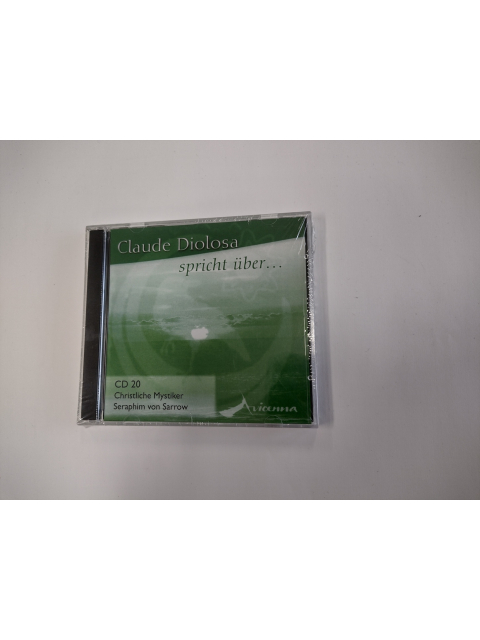 Claude Diolosa
spricht über...
CD 20
Christliche Mystiker
Seraphim von Sarrow
Avicenna